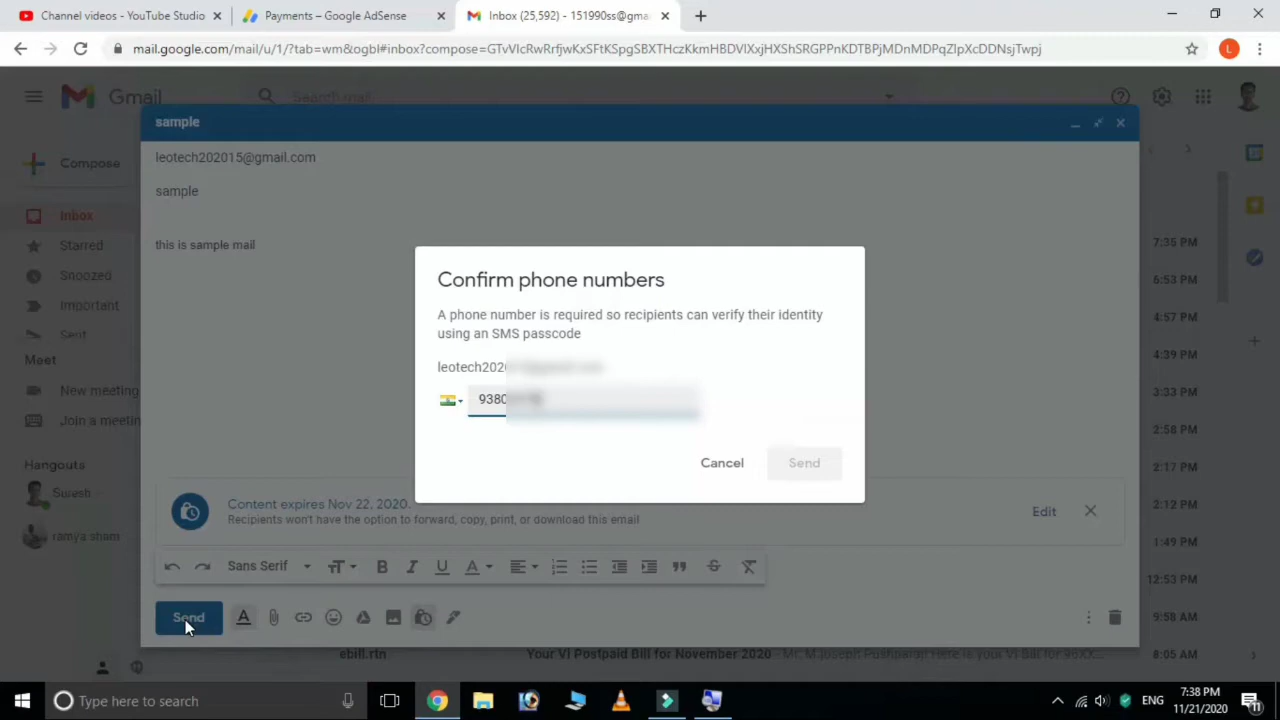 Channel videos - YouTube Studio
Payments – Google AdSense
Inbox (25,592) - 151990ss@gma
mail.google.com/mail/u/1/?tab=wm&ogbl#inbox?compose=GTvVlcRwRrfjwKxSFtKSpgSBXTHczKkmHBDVlXxjHXShSRGPPnKDTBPjMDnMDPqZlpXcDDNsjTwpj
L
Gmail
Search mail
sample
Compose
leotech202015@gmail.com
sample
Inbox
this is sample mail
Starred
7:35 PM
Snoozed
6:53 PM
Important
4:57 PM
Sent
4:39 PM
Meet
New meeting
3:33 PM
Join a meeting
2:58 PM
Hangouts
2:17 PM
Suresh
2:12 PM
ramya sham
1:49 PM
12:53 PM
9:58 AM
8:05 AM
Confirm phone numbers
A phone number is required so recipients can verify their identity
using an SMS passcode
leotech202
9380
Cancel
Send
Content expires Nov 22, 2020.
Recipients won't have the option to forward, copy, print, or download this email
Edit
Sans Serif
Send
ebill.rtn
Your Vi Postpaid Bill for November 2020
Type here to search
ENG
7:38 PM
11/21/2020